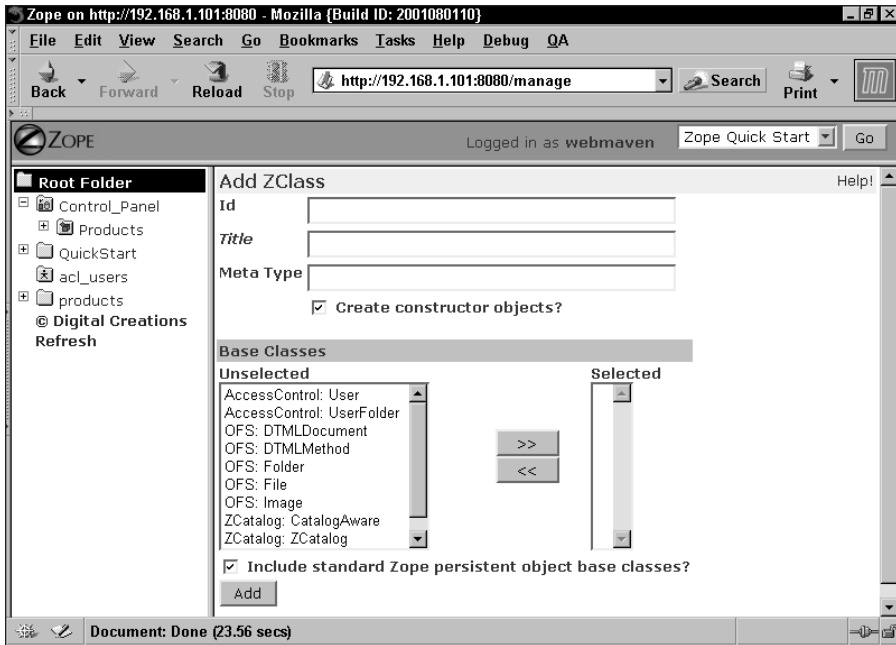 Zope on http://192.168.1.101:8080 - Mozilla {Build ID: 2001080110}
File Edit View Search Go Bookmarks Tasks Help Debug QA
Back Forward Reload Stop http://192.168.1.101:8080/manage Search Print
ZOPE Logged in as webmaven Zope Quick Start Go
Root Folder
Control_Panel
Products
QuickStart
acl_users
products
© Digital Creations
Refresh
Add ZClass Help!
Id
Title
Meta Type
Create constructor objects?
Base Classes
Unselected Selected
AccessControl: User
AccessControl: UserFolder
OFS: DTMLDocument
OFS: DTMLMethod
OFS: Folder
OFS: File
OFS: Image
ZCatalog: CatalogAware
ZCatalog: ZCatalog
>>
<<
Include standard Zope persistent object base classes?
Add
Document: Done (23.56 secs)